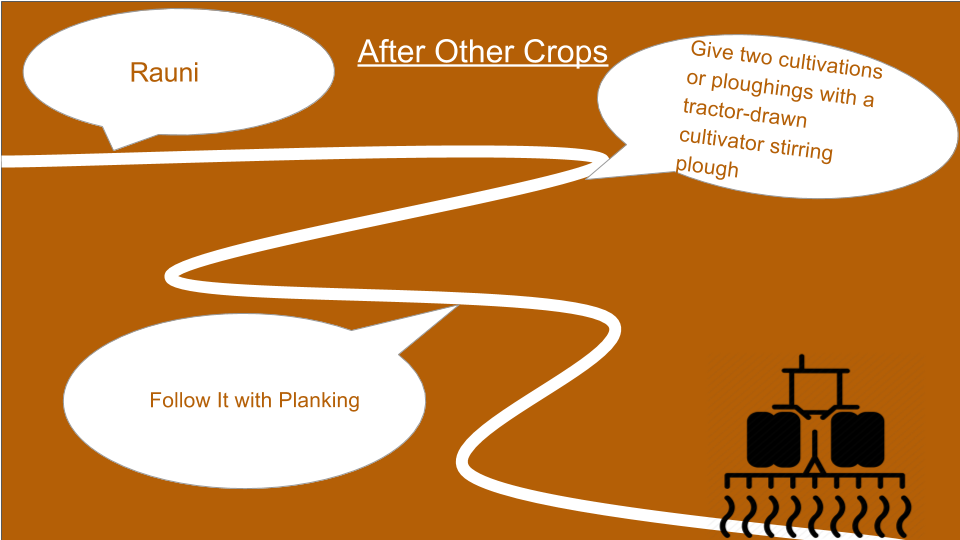 After Other Crops
Rauni
Give two cultivations
or ploughings with a
tractor-drawn
cultivator stirring
plough
Follow It with Planking